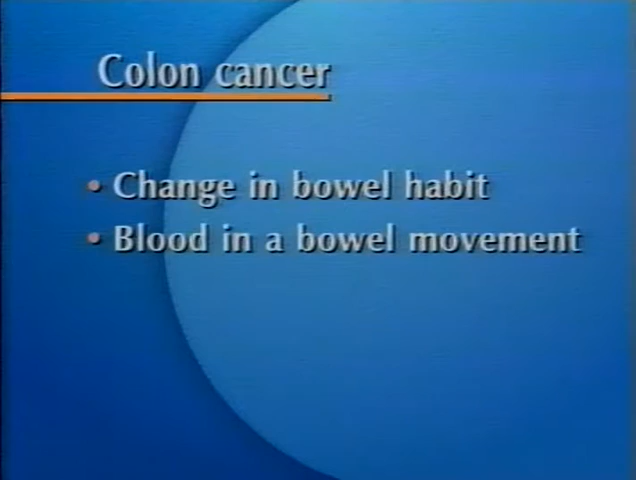 Colon cancer
• Change in bowel habit
• Blood in a bowel movement